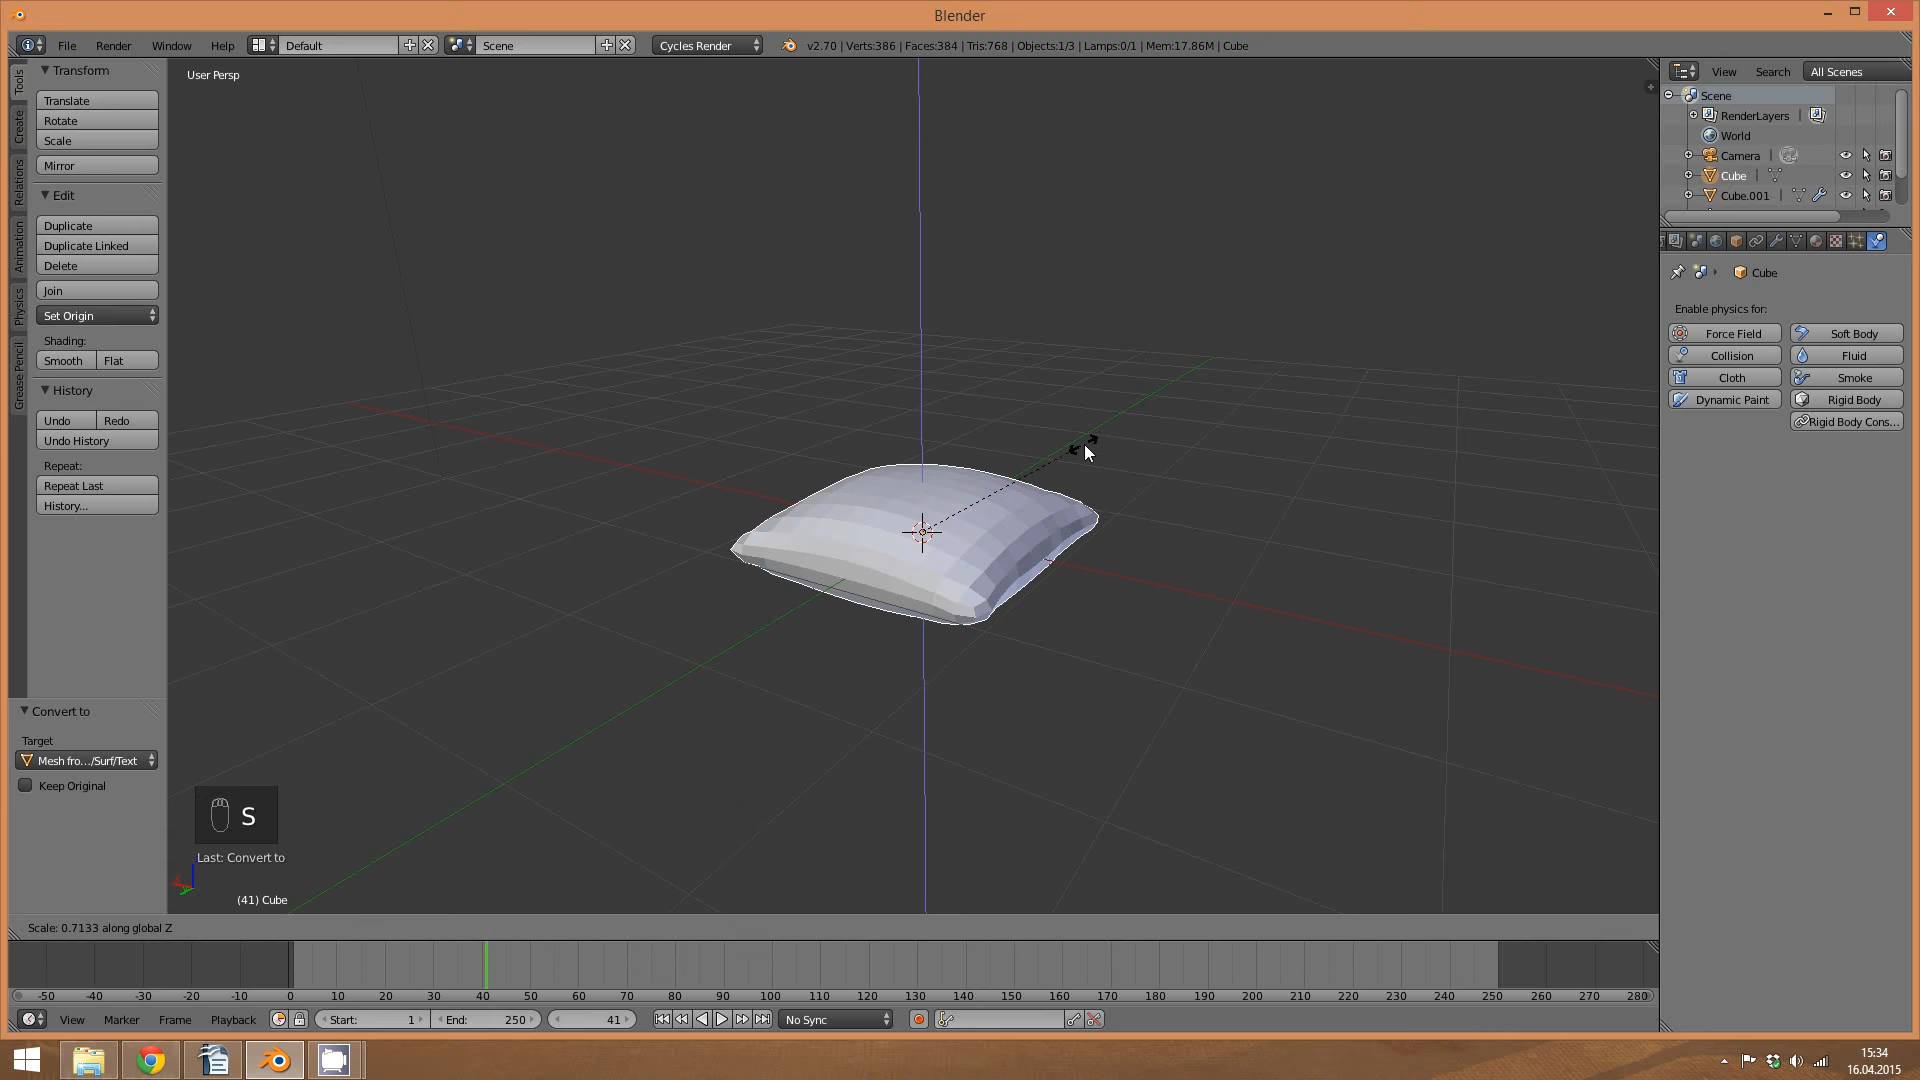 Blender
File Render Window Help Default Scene Cycles Render v2.70 | Verts:386 | Faces:384 | Tris:768 | Objects:1/3 | Lamps:0/1 | Mem:17.86M | Cube
Tools
Create
Relations
Animation
Physics
Grease Pencil
Transform
Translate
Rotate
Scale
Mirror
Edit
Duplicate
Duplicate Linked
Delete
Join
Set Origin
Shading:
Smooth Flat
History
Undo Redo
Undo History
Repeat:
Repeat Last
History...
Convert to
Target
Mesh fro.../Surf/Text
Keep Original
User Persp
S
Last: Convert to
(41) Cube
View Search All Scenes
Scene
RenderLayers
World
Camera
Cube
Cube.001
Cube
Enable physics for:
Force Field Soft Body
Collision Fluid
Cloth Smoke
Dynamic Paint Rigid Body
Rigid Body Cons...
Scale: 0.7133 along global Z
-50 -40 -30 -20 -10 0 10 20 30 40 50 60 70 80 90 100 110 120 130 140 150 160 170 180 190 200 210 220 230 240 250 260 270 280
View Marker Frame Playback Start: 1 End: 250 41 No Sync
15:34
16.04.2015